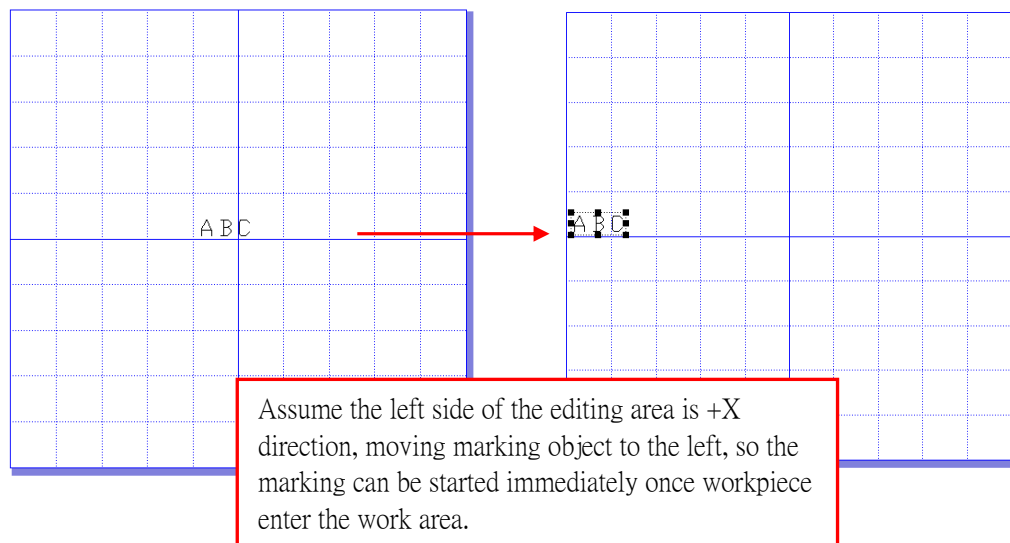 ABC
ABC
Assume the left side of the editing area is +X
direction, moving marking object to the left, so the
marking can be started immediately once workpiece
enter the work area.